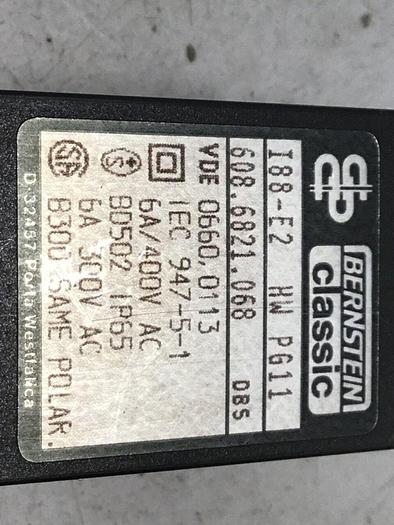 BERNSTEIN
classic
I88-E2 HW PG11
608.6821.068 DBS
VDE 0660,0113
IEC 947-5-1
6A/400V AC
BD502 IP65
6A 300V AC
B300 SAME POLAR.
D-32457 Porta Westfalica